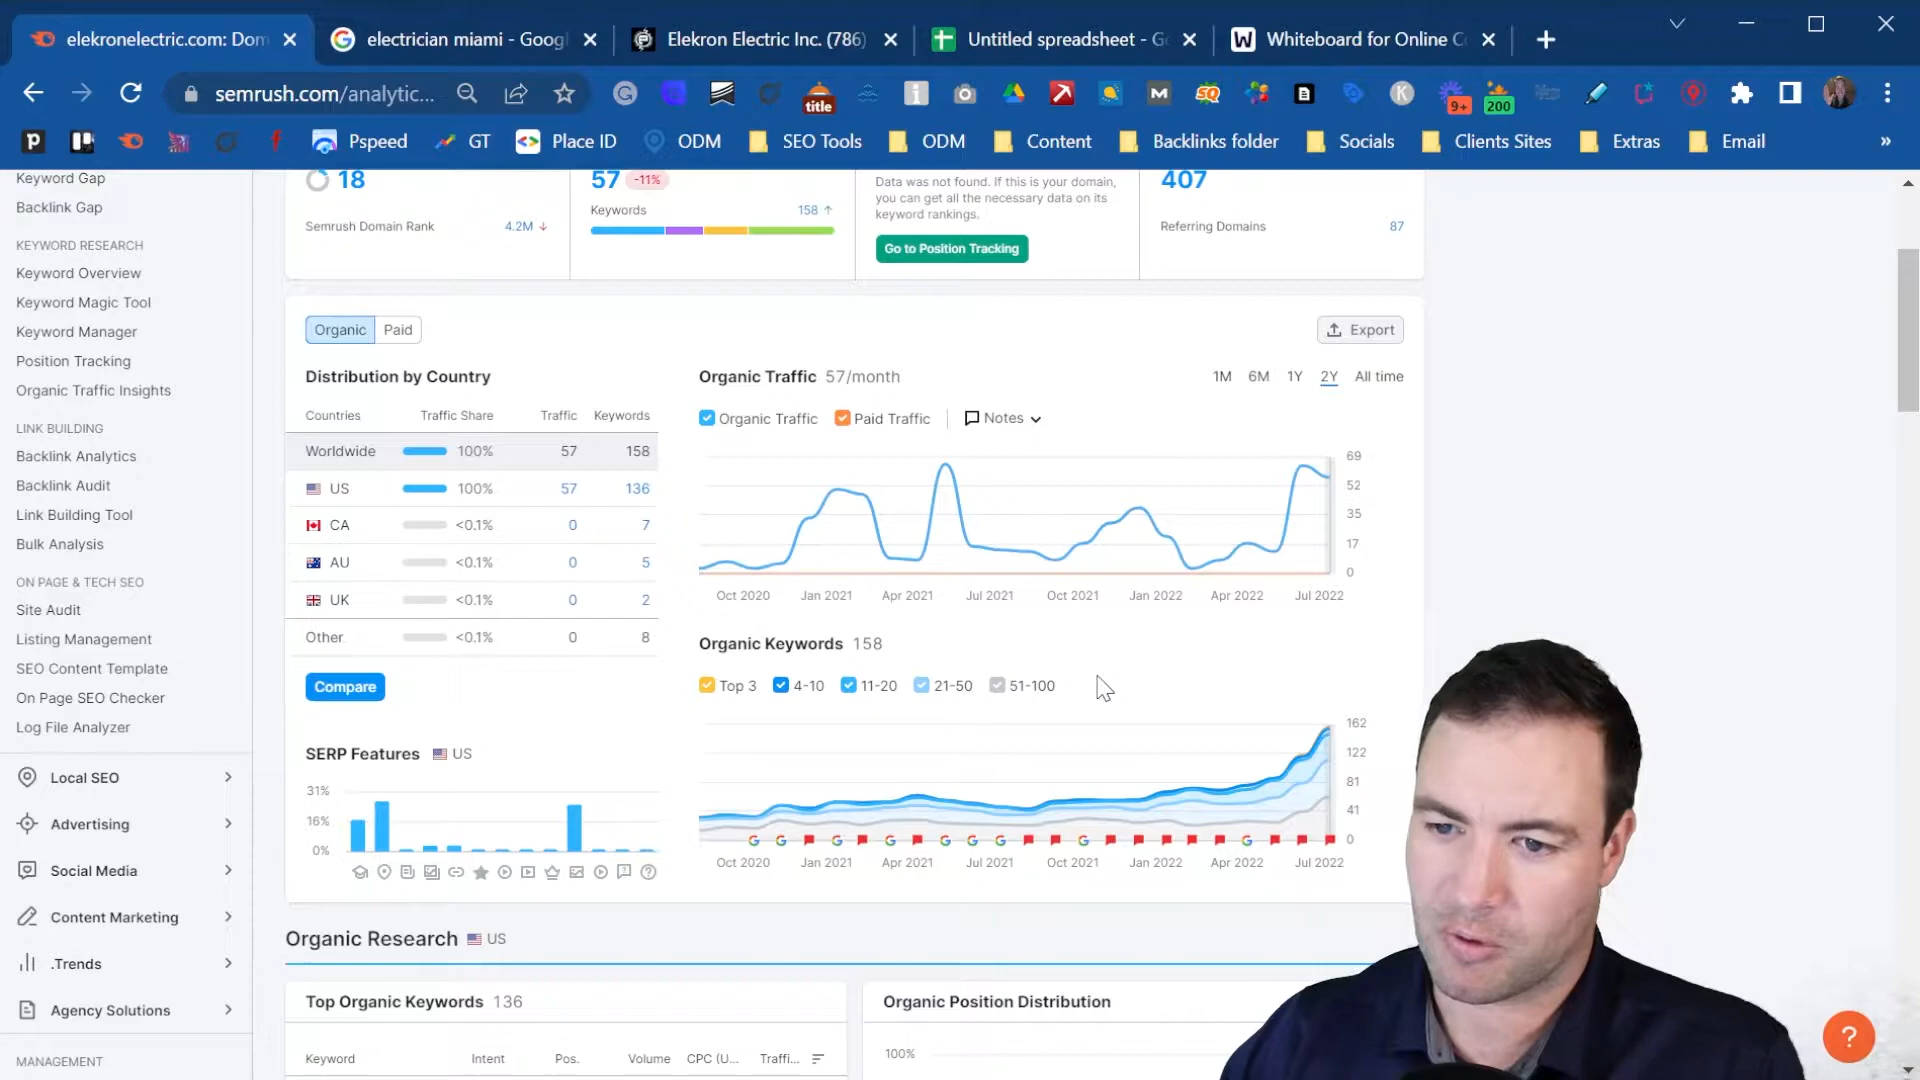 elekronelectric.com: Dom
electrician miami - Googl
Elekron Electric Inc. (786)
Untitled spreadsheet - Go
Whiteboard for Online Co
semrush.com/analytic...
title
9+
200
Pspeed
GT
Place ID
ODM
SEO Tools
ODM
Content
Backlinks folder
Socials
Clients Sites
Extras
Email
»
Keyword Gap
Backlink Gap
KEYWORD RESEARCH
Keyword Overview
Keyword Magic Tool
Keyword Manager
Position Tracking
Organic Traffic Insights
LINK BUILDING
Backlink Analytics
Backlink Audit
Link Building Tool
Bulk Analysis
ON PAGE & TECH SEO
Site Audit
Listing Management
SEO Content Template
On Page SEO Checker
Log File Analyzer
Local SEO
Advertising
Social Media
Content Marketing
.Trends
Agency Solutions
MANAGEMENT
18
Semrush Domain Rank 4.2M ↓
57 -11%
Keywords 158 ↑
Data was not found. If this is your domain,
you can get all the necessary data on its
keyword rankings.
Go to Position Tracking
407
Referring Domains 87
Organic Paid
Export
Distribution by Country
Countries Traffic Share Traffic Keywords
Worldwide 100% 57 158
US 100% 57 136
CA <0.1% 0 7
AU <0.1% 0 5
UK <0.1% 0 2
Other <0.1% 0 8
Compare
SERP Features US
31%
16%
0%
Organic Traffic 57/month
1M 6M 1Y 2Y All time
Organic Traffic Paid Traffic Notes
69
52
35
17
0
Oct 2020 Jan 2021 Apr 2021 Jul 2021 Oct 2021 Jan 2022 Apr 2022 Jul 2022
Organic Keywords 158
Top 3 4-10 11-20 21-50 51-100
162
122
81
41
0
Oct 2020 Jan 2021 Apr 2021 Jul 2021 Oct 2021 Jan 2022 Apr 2022 Jul 2022
Organic Research US
Top Organic Keywords 136
Keyword Intent Pos. Volume CPC (U... Traffi...
Organic Position Distribution
100%
?